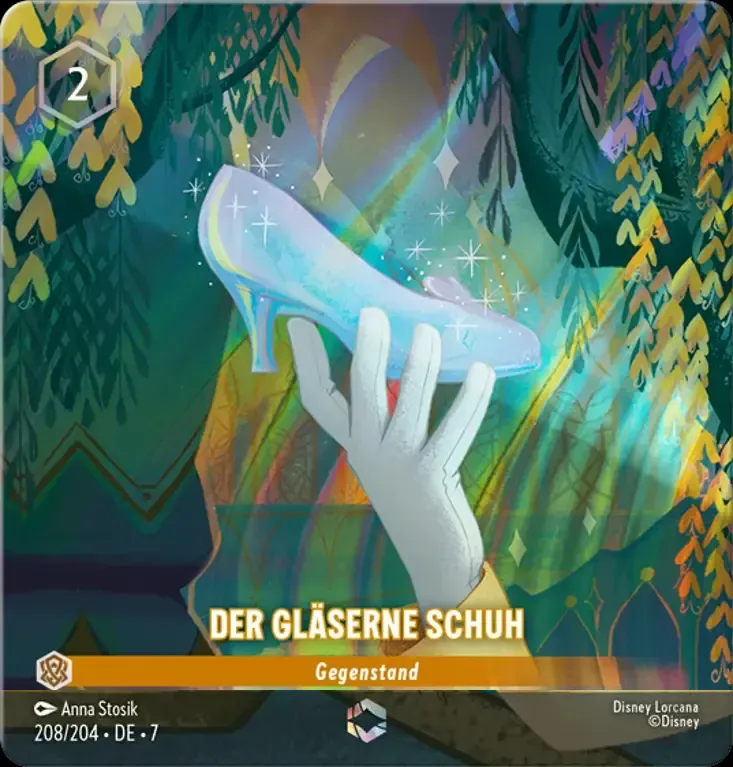 2
DER GLÄSERNE SCHUH
Gegenstand
Anna Stosik
208/204 • DE • 7
Disney Lorcana
©Disney